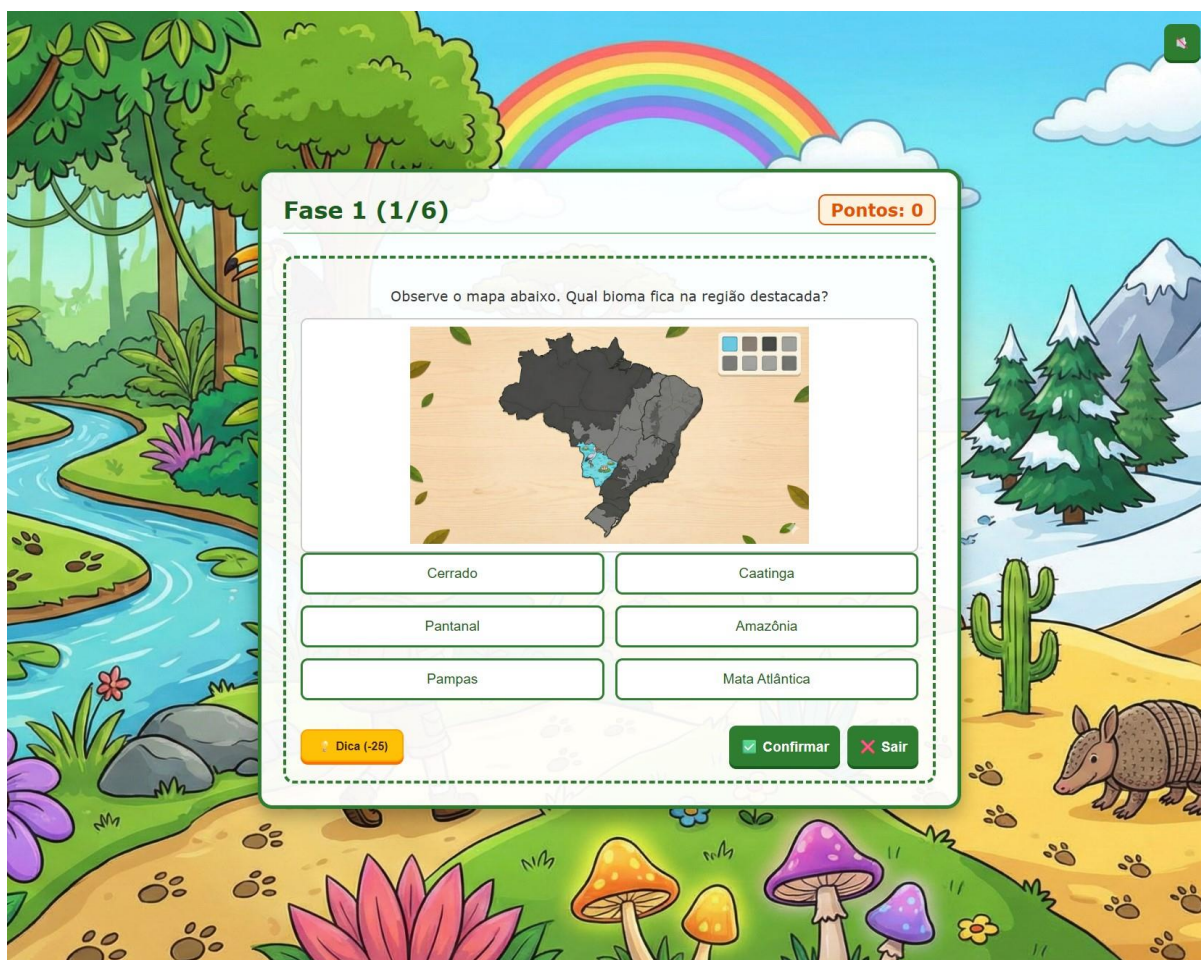 Fase 1 (1/6)
Pontos: 0
Observe o mapa abaixo. Qual bioma fica na região destacada?
Cerrado
Caatinga
Pantanal
Amazônia
Pampas
Mata Atlântica
Dica (-25)
Confirmar
Sair